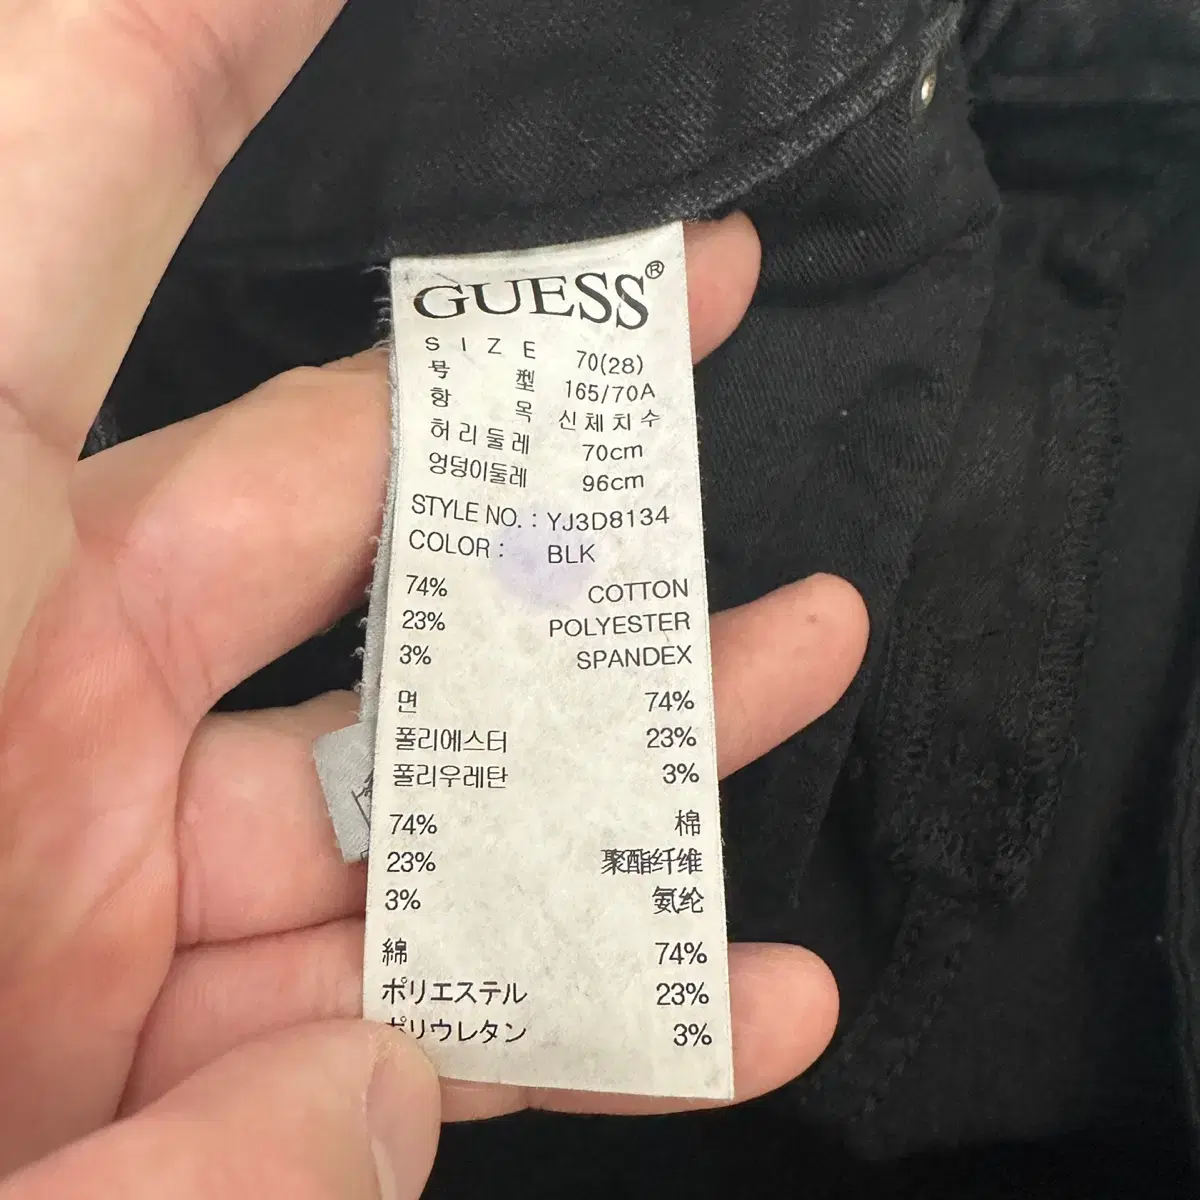 GUESS®
SIZE 70(28)
号型 165/70A
항목 신체치수
허리둘레 70cm
엉덩이둘레 96cm
STYLE NO. : YJ3D8134
COLOR : BLK
74% COTTON
23% POLYESTER
3% SPANDEX
면 74%
폴리에스터 23%
폴리우레탄 3%
74% 棉
23% 聚酯纤维
3% 氨纶
綿 74%
ポリエステル 23%
ポリウレタン 3%